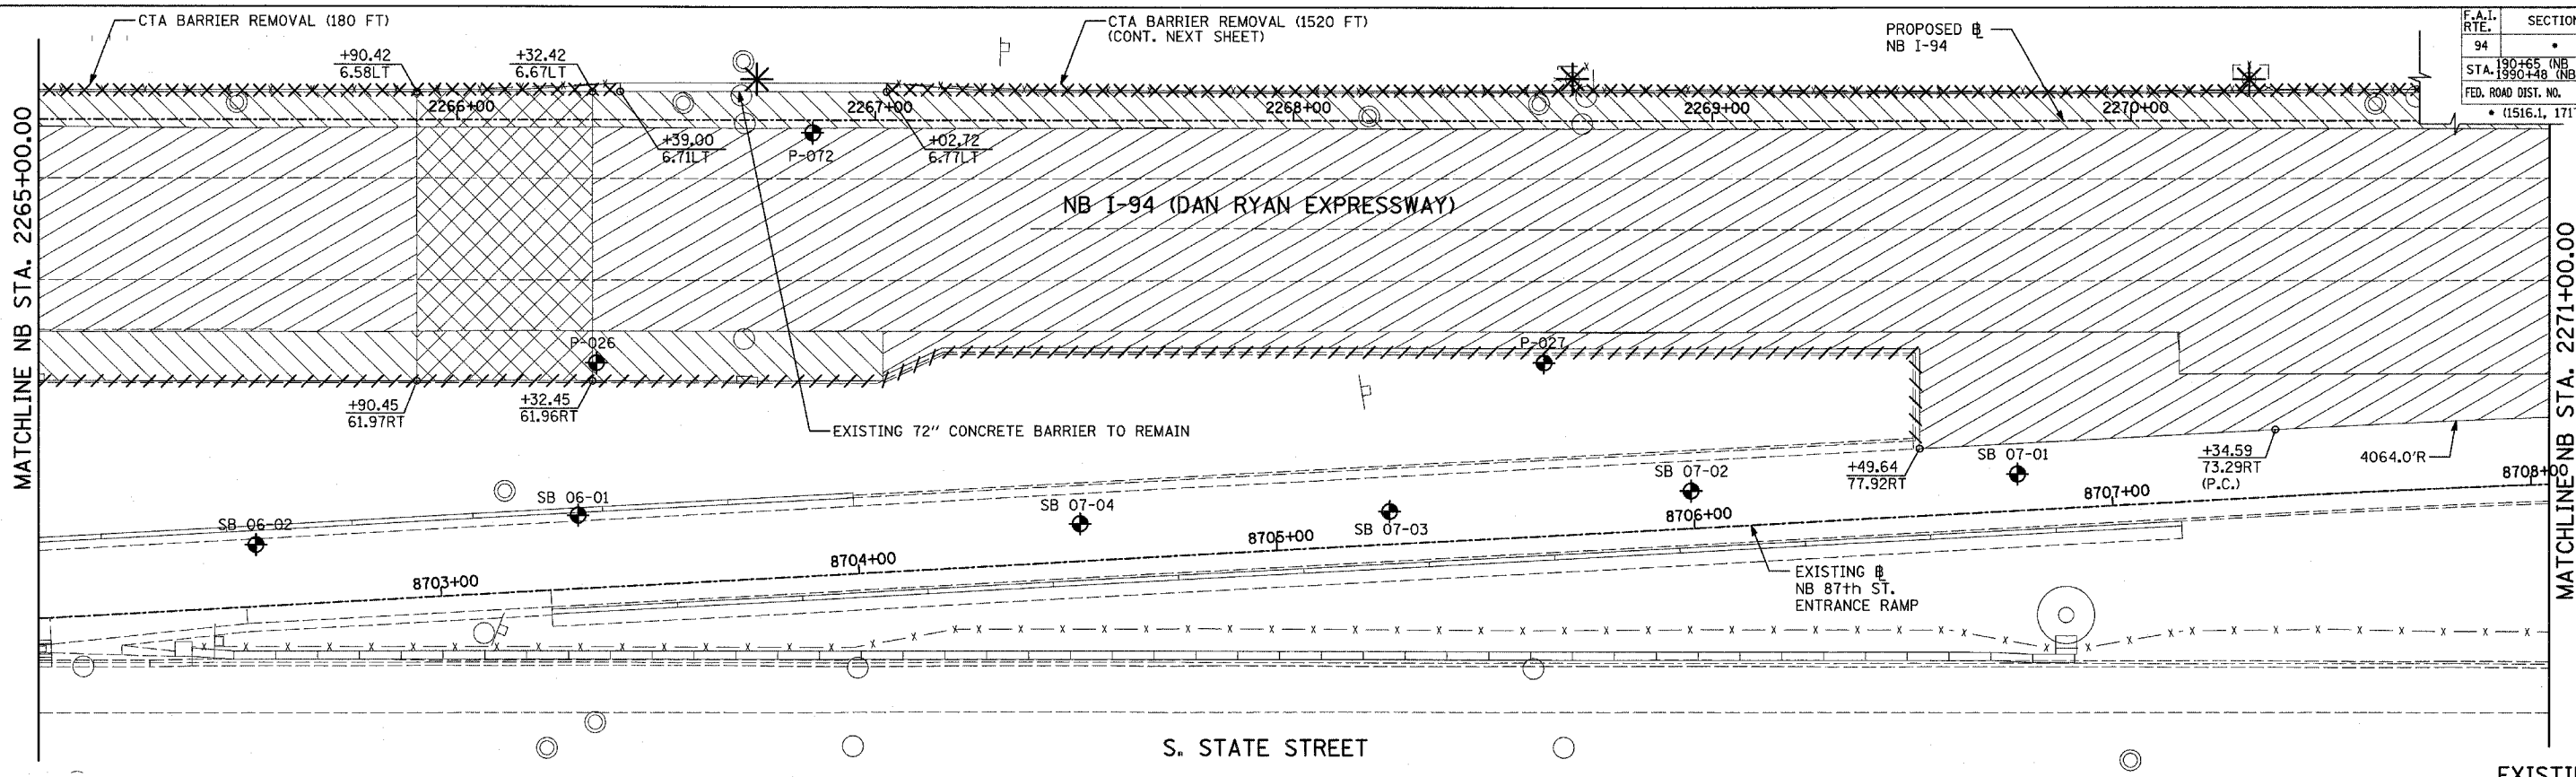 CTA BARRIER REMOVAL (180 FT)
CTA BARRIER REMOVAL (1520 FT)
(CONT. NEXT SHEET)
PROPOSED ℄
NB I-94
F.A.I.
RTE.
SECTION
94
•
STA. 190+65 (NB
1990+48 (NB
FED. ROAD DIST. NO.
• (1516.1, 171
+90.42
6.58LT
+32.42
6.67LT
2266+00
2267+00
2268+00
2269+00
2270+00
+39.00
6.71LT
P-072
+02.72
6.77LT
NB I-94 (DAN RYAN EXPRESSWAY)
MATCHLINE NB STA. 2265+00.00
MATCHLINE NB STA. 2271+00.00
P-026
P-027
+90.45
61.97RT
+32.45
61.96RT
EXISTING 72" CONCRETE BARRIER TO REMAIN
+49.64
77.92RT
SB 07-01
+34.59
73.29RT
(P.C.)
4064.0'R
SB 06-02
SB 06-01
SB 07-04
SB 07-03
SB 07-02
8703+00
8704+00
8705+00
8706+00
8707+00
8708+00
EXISTING ℄
NB 87th ST.
ENTRANCE RAMP
S. STATE STREET